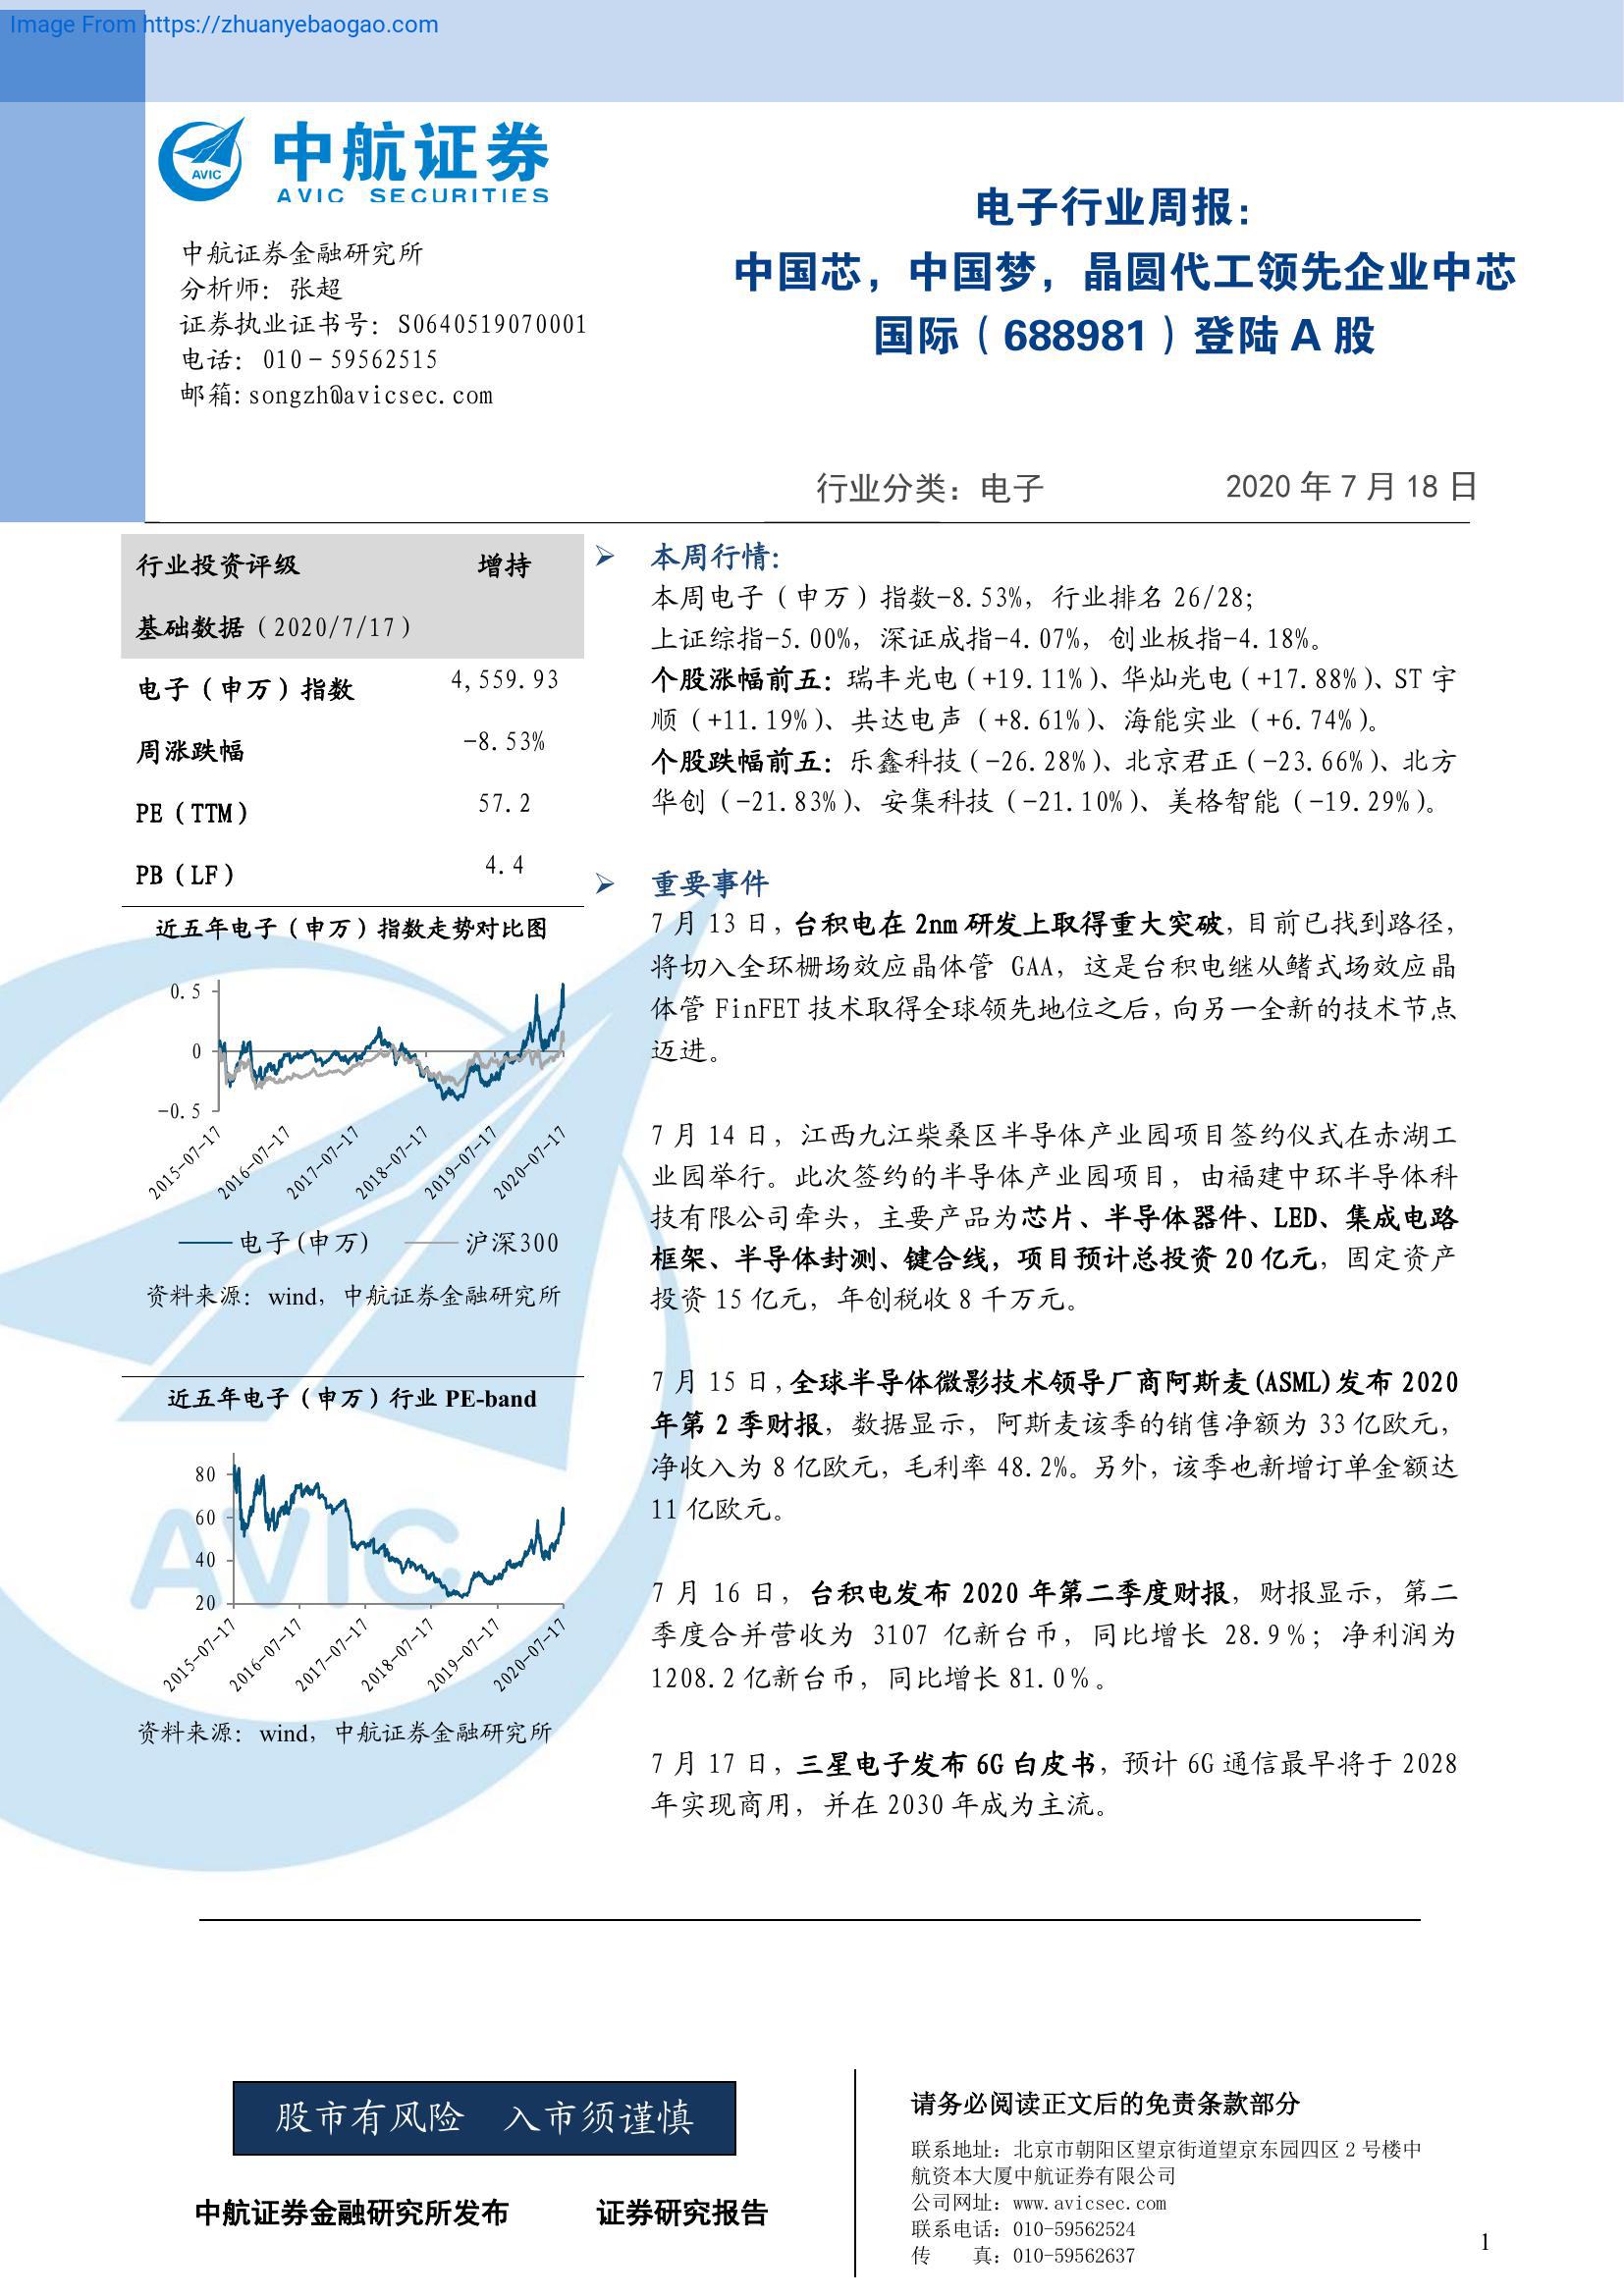 Image From https://zhuanyebaogao.com
AVIC
中航证券
AVIC SECURITIES
中航证券金融研究所
分析师：张超
证券执业证书号：S0640519070001
电话：010-59562515
邮箱:songzh@avicsec.com
电子行业周报：
中国芯，中国梦，晶圆代工领先企业中芯
国际（688981）登陆 A 股
行业分类：电子 2020 年 7 月 18 日
行业投资评级 增持
基础数据（2020/7/17）
电子（申万）指数 4,559.93
周涨跌幅 -8.53%
PE（TTM） 57.2
PB（LF） 4.4
近五年电子（申万）指数走势对比图
0.5
0
-0.5
2015-07-17
2016-07-17
2017-07-17
2018-07-17
2019-07-17
2020-07-17
电子(申万) 沪深300
资料来源：wind，中航证券金融研究所
近五年电子（申万）行业 PE-band
80
60
40
20
2015-07-17
2016-07-17
2017-07-17
2018-07-17
2019-07-17
2020-07-17
资料来源：wind，中航证券金融研究所
AVIC
➢ 本周行情：
本周电子（申万）指数-8.53%，行业排名 26/28；
上证综指-5.00%，深证成指-4.07%，创业板指-4.18%。
个股涨幅前五：瑞丰光电（+19.11%）、华灿光电（+17.88%）、ST 宇
顺（+11.19%）、共达电声（+8.61%）、海能实业（+6.74%）。
个股跌幅前五：乐鑫科技（-26.28%）、北京君正（-23.66%）、北方
华创（-21.83%）、安集科技（-21.10%）、美格智能（-19.29%）。
➢ 重要事件
7 月 13 日，台积电在 2nm 研发上取得重大突破，目前已找到路径，
将切入全环栅场效应晶体管 GAA，这是台积电继从鳍式场效应晶
体管 FinFET 技术取得全球领先地位之后，向另一全新的技术节点
迈进。
7 月 14 日，江西九江柴桑区半导体产业园项目签约仪式在赤湖工
业园举行。此次签约的半导体产业园项目，由福建中环半导体科
技有限公司牵头，主要产品为芯片、半导体器件、LED、集成电路
框架、半导体封测、键合线，项目预计总投资 20 亿元，固定资产
投资 15 亿元，年创税收 8 千万元。
7 月 15 日，全球半导体微影技术领导厂商阿斯麦(ASML)发布 2020
年第 2 季财报，数据显示，阿斯麦该季的销售净额为 33 亿欧元，
净收入为 8 亿欧元，毛利率 48.2%。另外，该季也新增订单金额达
11 亿欧元。
7 月 16 日，台积电发布 2020 年第二季度财报，财报显示，第二
季度合并营收为 3107 亿新台币，同比增长 28.9%；净利润为
1208.2 亿新台币，同比增长 81.0%。
7 月 17 日，三星电子发布 6G 白皮书，预计 6G 通信最早将于 2028
年实现商用，并在 2030 年成为主流。
股市有风险 入市须谨慎
中航证券金融研究所发布 证券研究报告
请务必阅读正文后的免责条款部分
联系地址：北京市朝阳区望京街道望京东园四区 2 号楼中
航资本大厦中航证券有限公司
公司网址：www.avicsec.com
联系电话：010-59562524
传 真：010-59562637
1